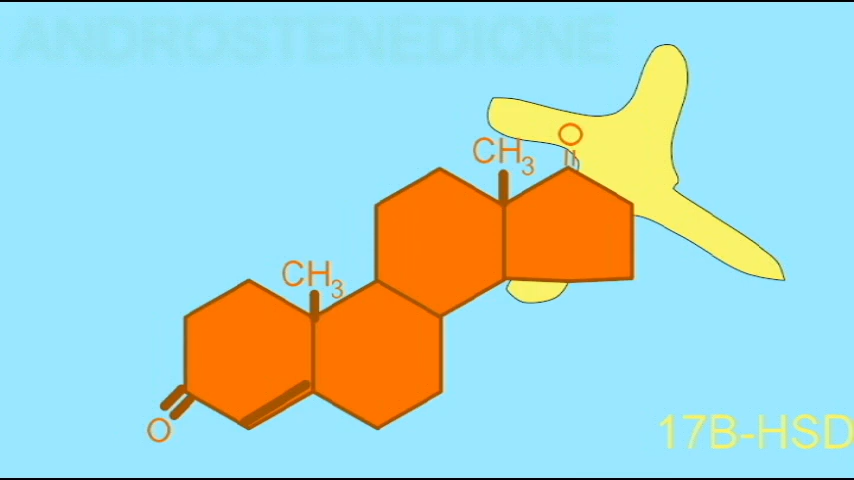 ANDROSTENEDIONE
O
CH3
CH3
O
17B-HSD